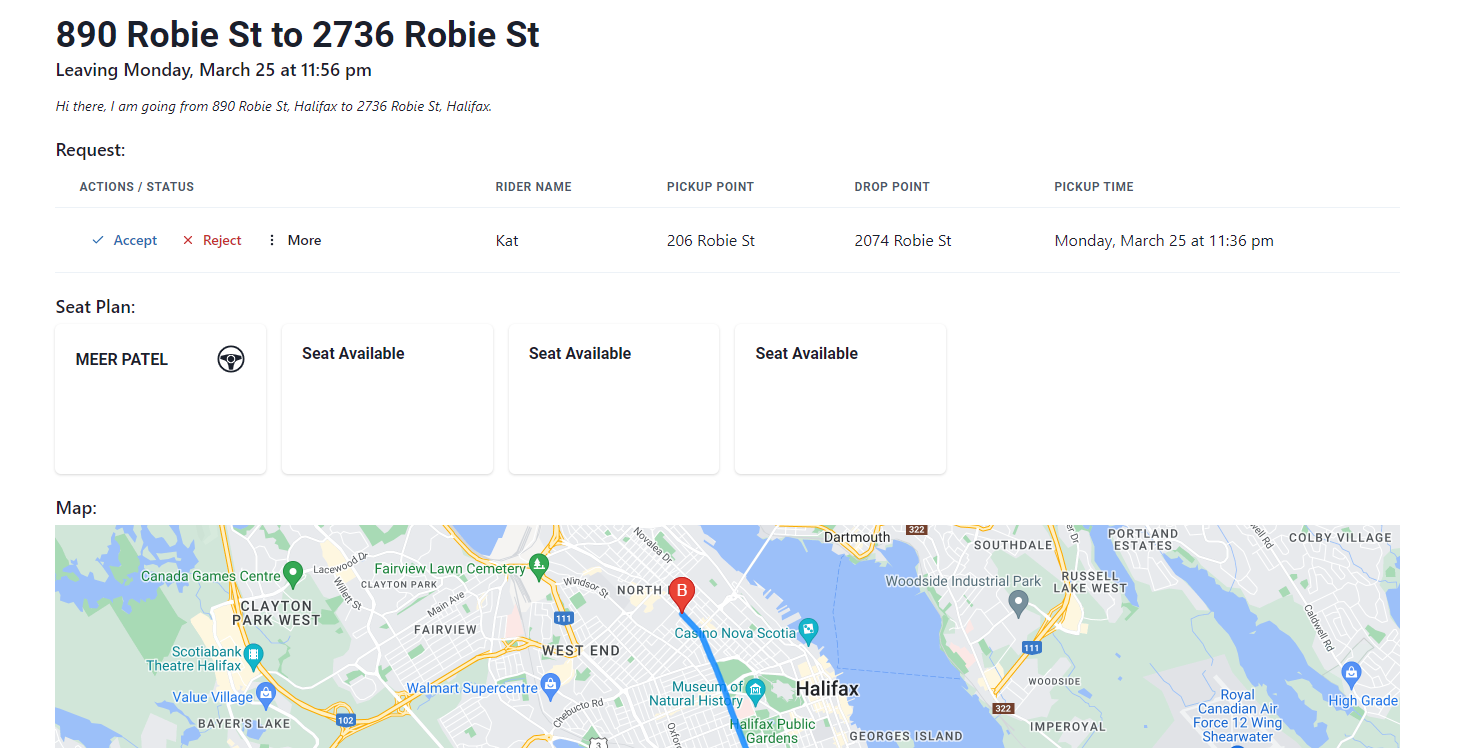 890 Robie St to 2736 Robie St
Leaving Monday, March 25 at 11:56 pm
Hi there, I am going from 890 Robie St, Halifax to 2736 Robie St, Halifax.
Request:
ACTIONS / STATUS RIDER NAME PICKUP POINT DROP POINT PICKUP TIME
Accept Reject More Kat 206 Robie St 2074 Robie St Monday, March 25 at 11:36 pm
Seat Plan:
MEER PATEL Seat Available Seat Available Seat Available
Map:
322
Novalea Dr
Dartmouth
SOUTHDALE
PORTLAND
ESTATES
COLBY VILLAGE
Canada Games Centre
Lacewood Dr
Fairview Lawn Cemetery
CLAYTON PARK
Windsor St
NORTH
B
Woodside Industrial Park
RUSSELL
LAKE WEST
CLAYTON
PARK WEST
Willett St
Main Ave
111
FAIRVIEW
Casino Nova Scotia
Caldwell Rd
111
Scotiabank
Theatre Halifax
WEST END
Value Village
Walmart Supercentre
Museum of
Natural History
Halifax
WOODSIDE
Royal
Canadian Air
Force 12 Wing
Shearwater
High Grade
322
BAYER'S LAKE
102
Chebucto Rd
3
Halifax Public
Gardens
GEORGES ISLAND
IMPEROYAL